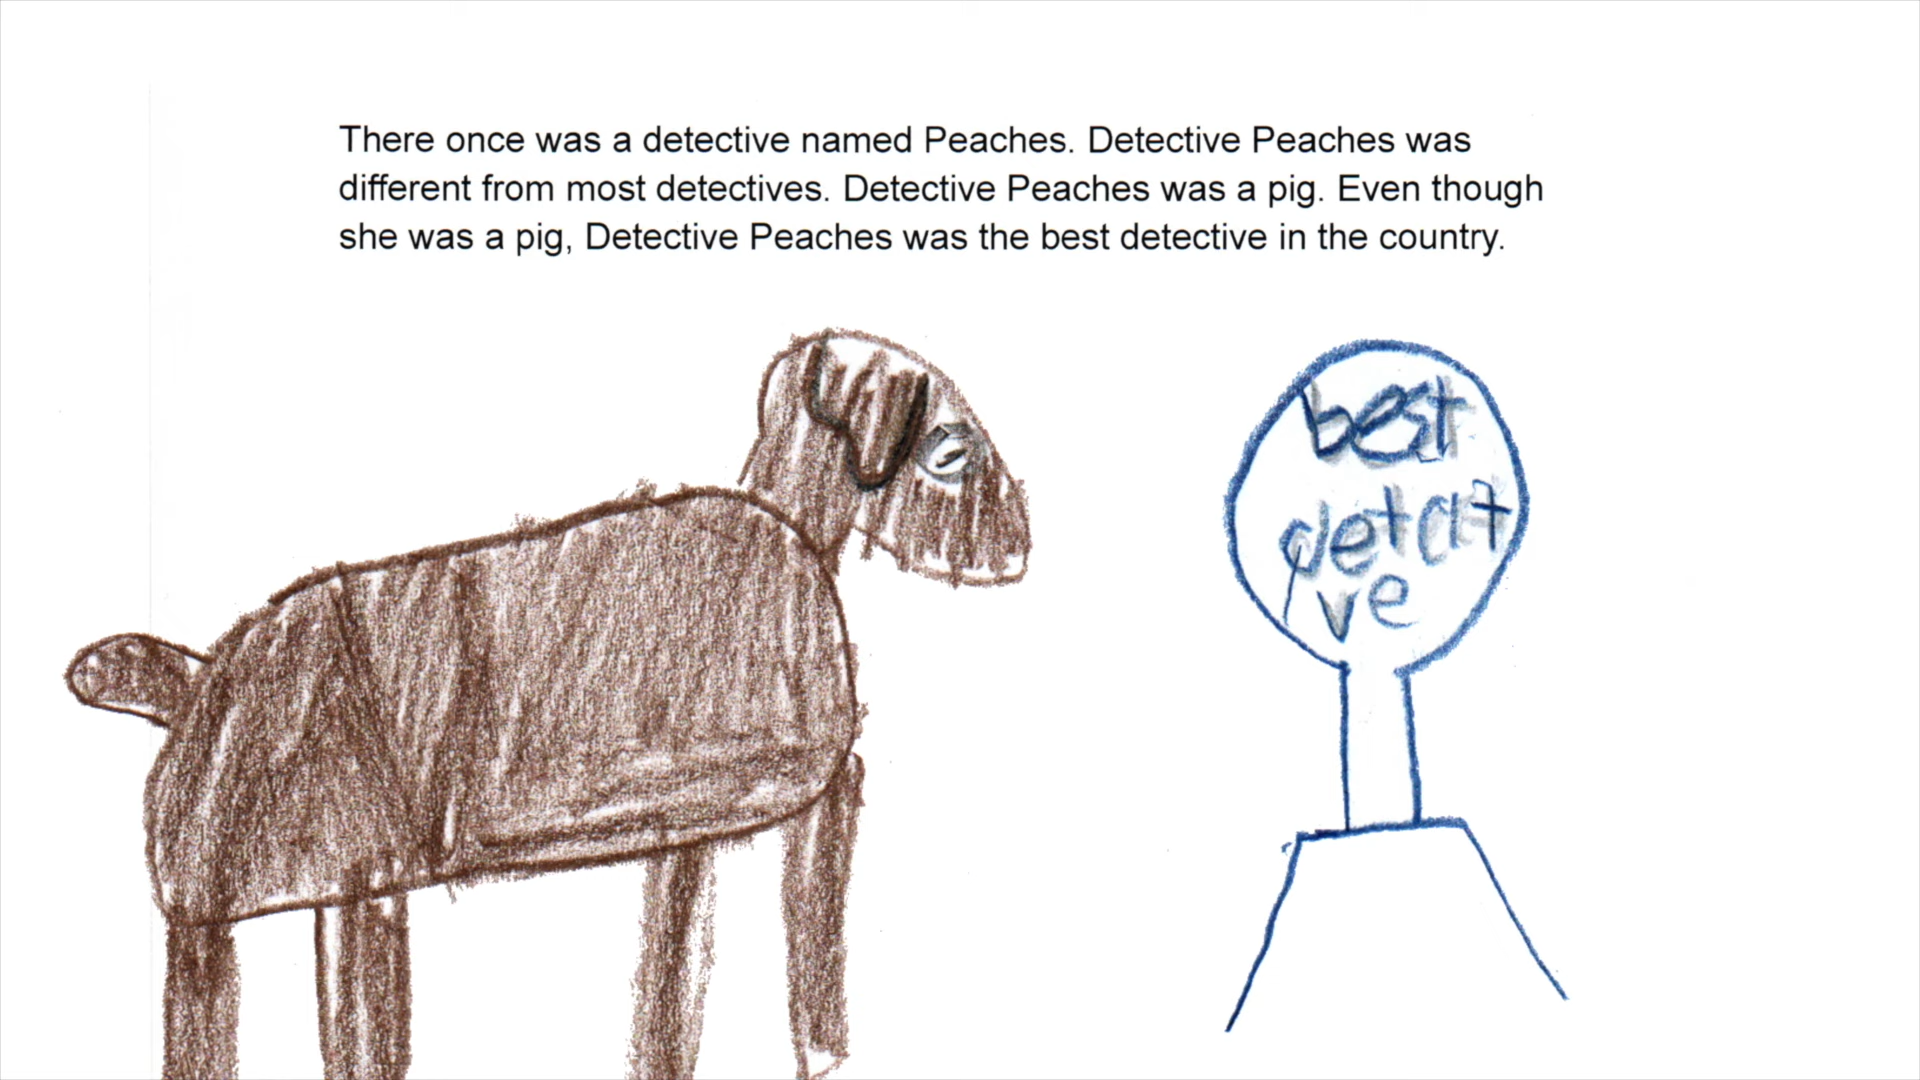 There once was a detective named Peaches. Detective Peaches was
different from most detectives. Detective Peaches was a pig. Even though
she was a pig, Detective Peaches was the best detective in the country.
best
detcit
ve